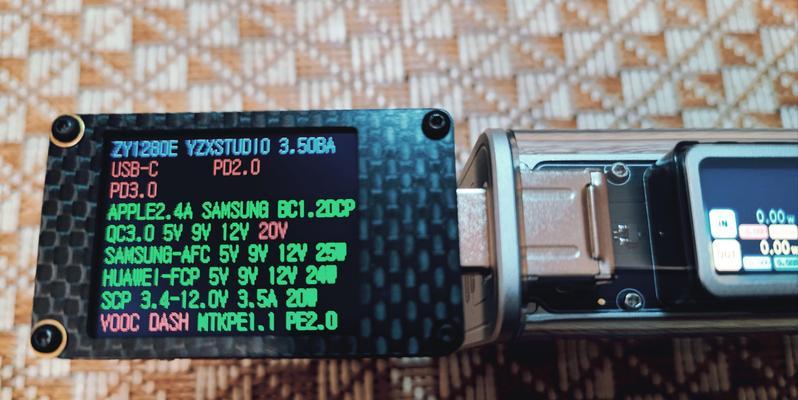 ZY1280E YZXSTUDIO 3.50BA
USB-C PD2.0
PD3.0
APPLE2.4A SAMSUNG BC1.2DCP
QC3.0 5V 9V 12V 20V
SAMSUNG-AFC 5V 9V 12V 25W
HUAWEI-FCP 5V 9V 12V 24W
SCP 3.4-12.0V 3.5A 20W
VOOC DASH MTKPE1.1 PE2.0
IN 0.00 W
OUT 0.00 W